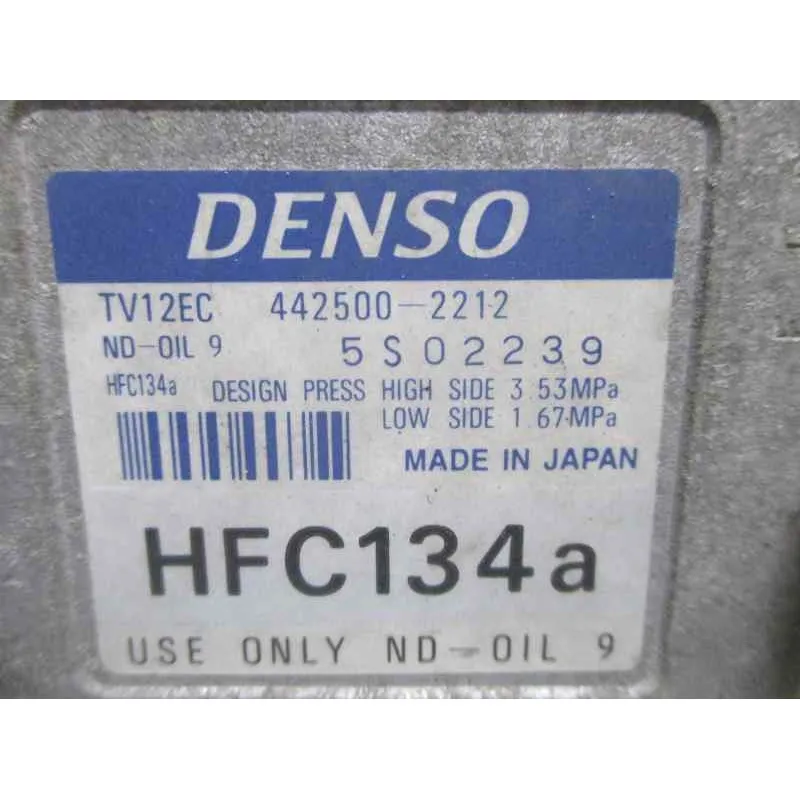 DENSO
TV12EC 442500-2212
ND-OIL 9 5S02239
HFC134a DESIGN PRESS HIGH SIDE 3.53MPa
LOW SIDE 1.67MPa
MADE IN JAPAN
HFC134a
USE ONLY ND-OIL 9